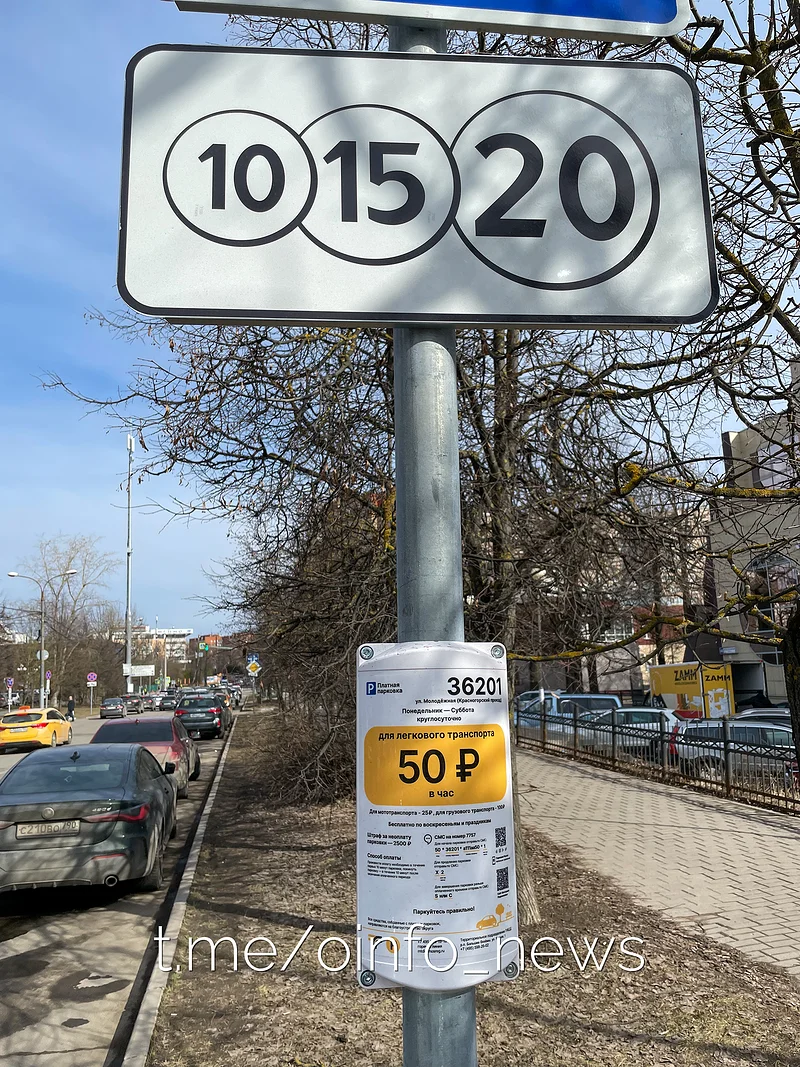 10 15 20
Платная
парковка
36201
ул. Молодёжная (Красногорский проезд)
Понедельник — Суббота
круглосуточно
для легкового транспорта
50 ₽
в час
Для мототранспорта - 25₽, для грузового транспорта - 100₽
Бесплатно по воскресеньям и праздникам
Штраф за неоплату
парковки — 2500 ₽
СМС на номер 7757
Способ оплаты
Паркуйтесь правильно!
t.me/oinfo_news
ZAMM ZAMM